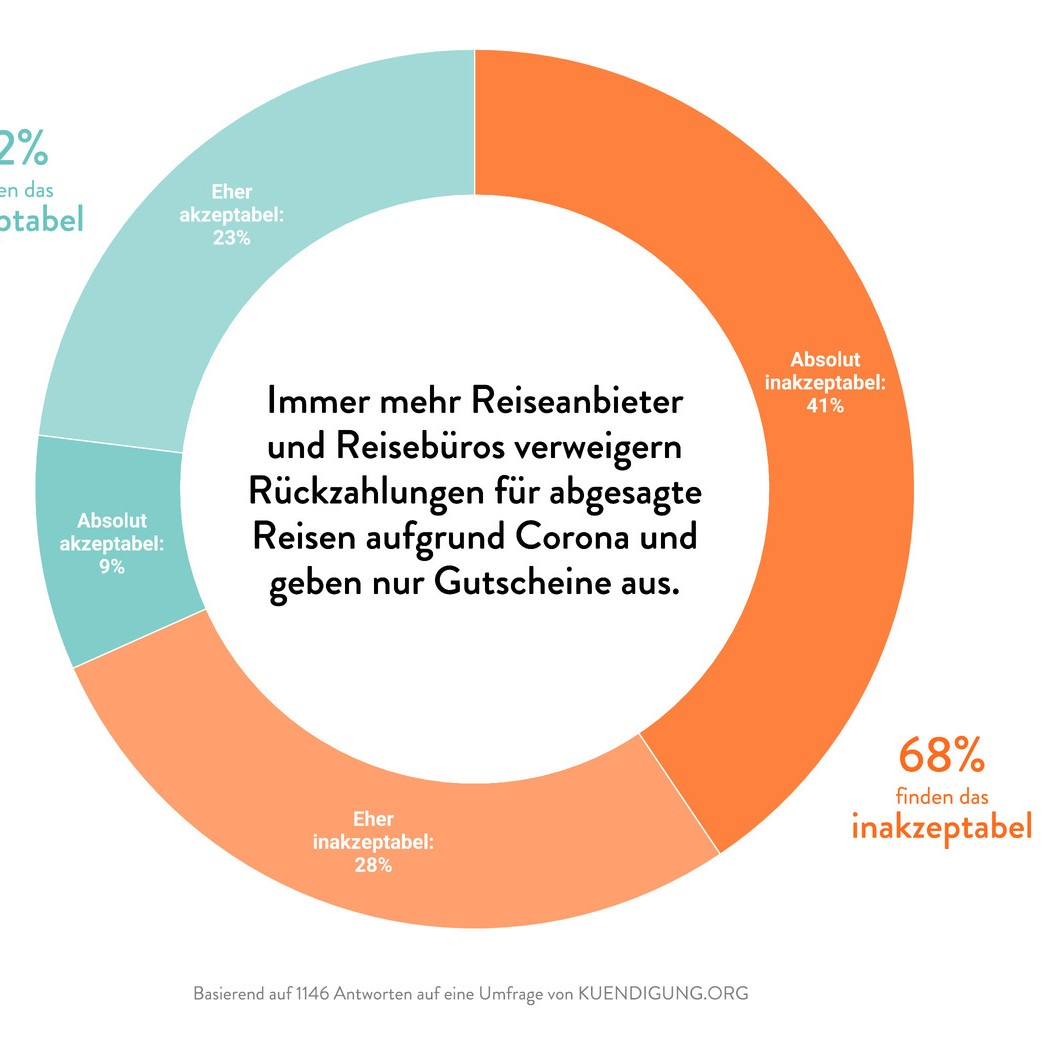 2%
en das
ptabel
Eher
akzeptabel:
23%
Absolut
inakzeptabel:
41%
Immer mehr Reiseanbieter
und Reisebüros verweigern
Rückzahlungen für abgesagte
Reisen aufgrund Corona und
geben nur Gutscheine aus.
Absolut
akzeptabel:
9%
68%
finden das
inakzeptabel
Eher
inakzeptabel:
28%
Basierend auf 1146 Antworten auf eine Umfrage von KUENDIGUNG.ORG